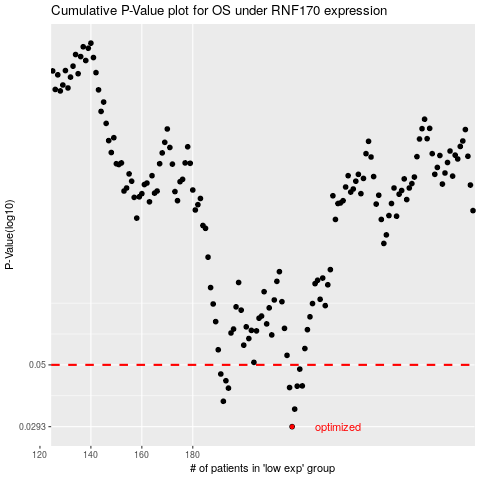 Cumulative P-Value plot for OS under RNF170 expression
P-Value(log10)
0.05
0.0293
optimized
120 140 160 180
# of patients in 'low exp' group